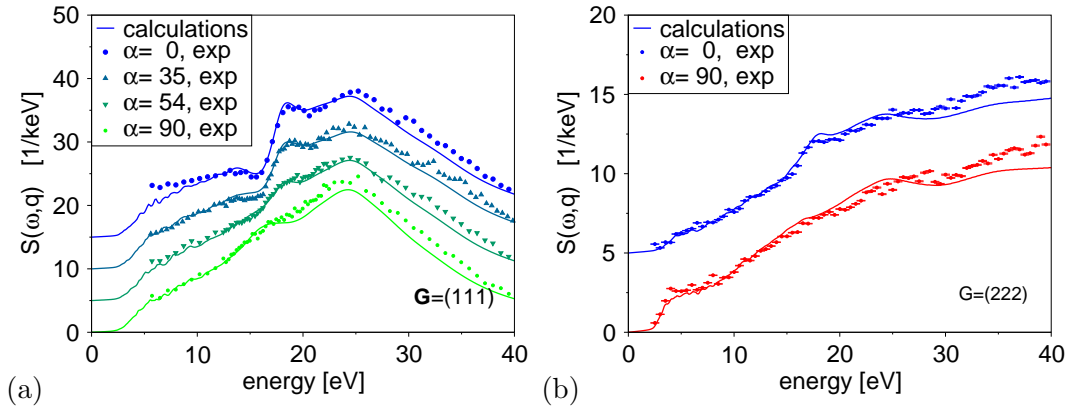 50
40
30
20
10
0
S(ω,q) [1/keV]
calculations
α= 0, exp
α= 35, exp
α= 54, exp
α= 90, exp
G=(111)
0 10 20 30 40
energy [eV]
(a)
20
15
10
5
0
S(ω,q) [1/keV]
calculations
α= 0, exp
α= 90, exp
G=(222)
0 10 20 30 40
energy [eV]
(b)